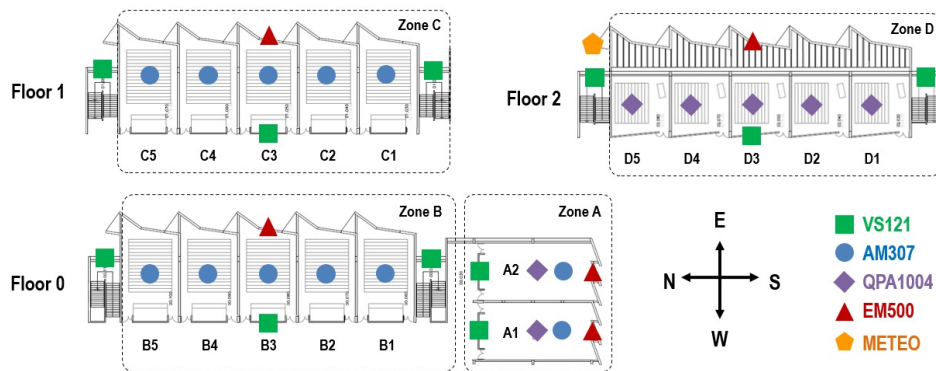 Zone C
Floor 1
C5 C4 C3 C2 C1
Zone D
Floor 2
D5 D4 D3 D2 D1
Zone B
Floor 0
B5 B4 B3 B2 B1
Zone A
A2
A1
E
N S
W
VS121
AM307
QPA1004
EM500
METEO